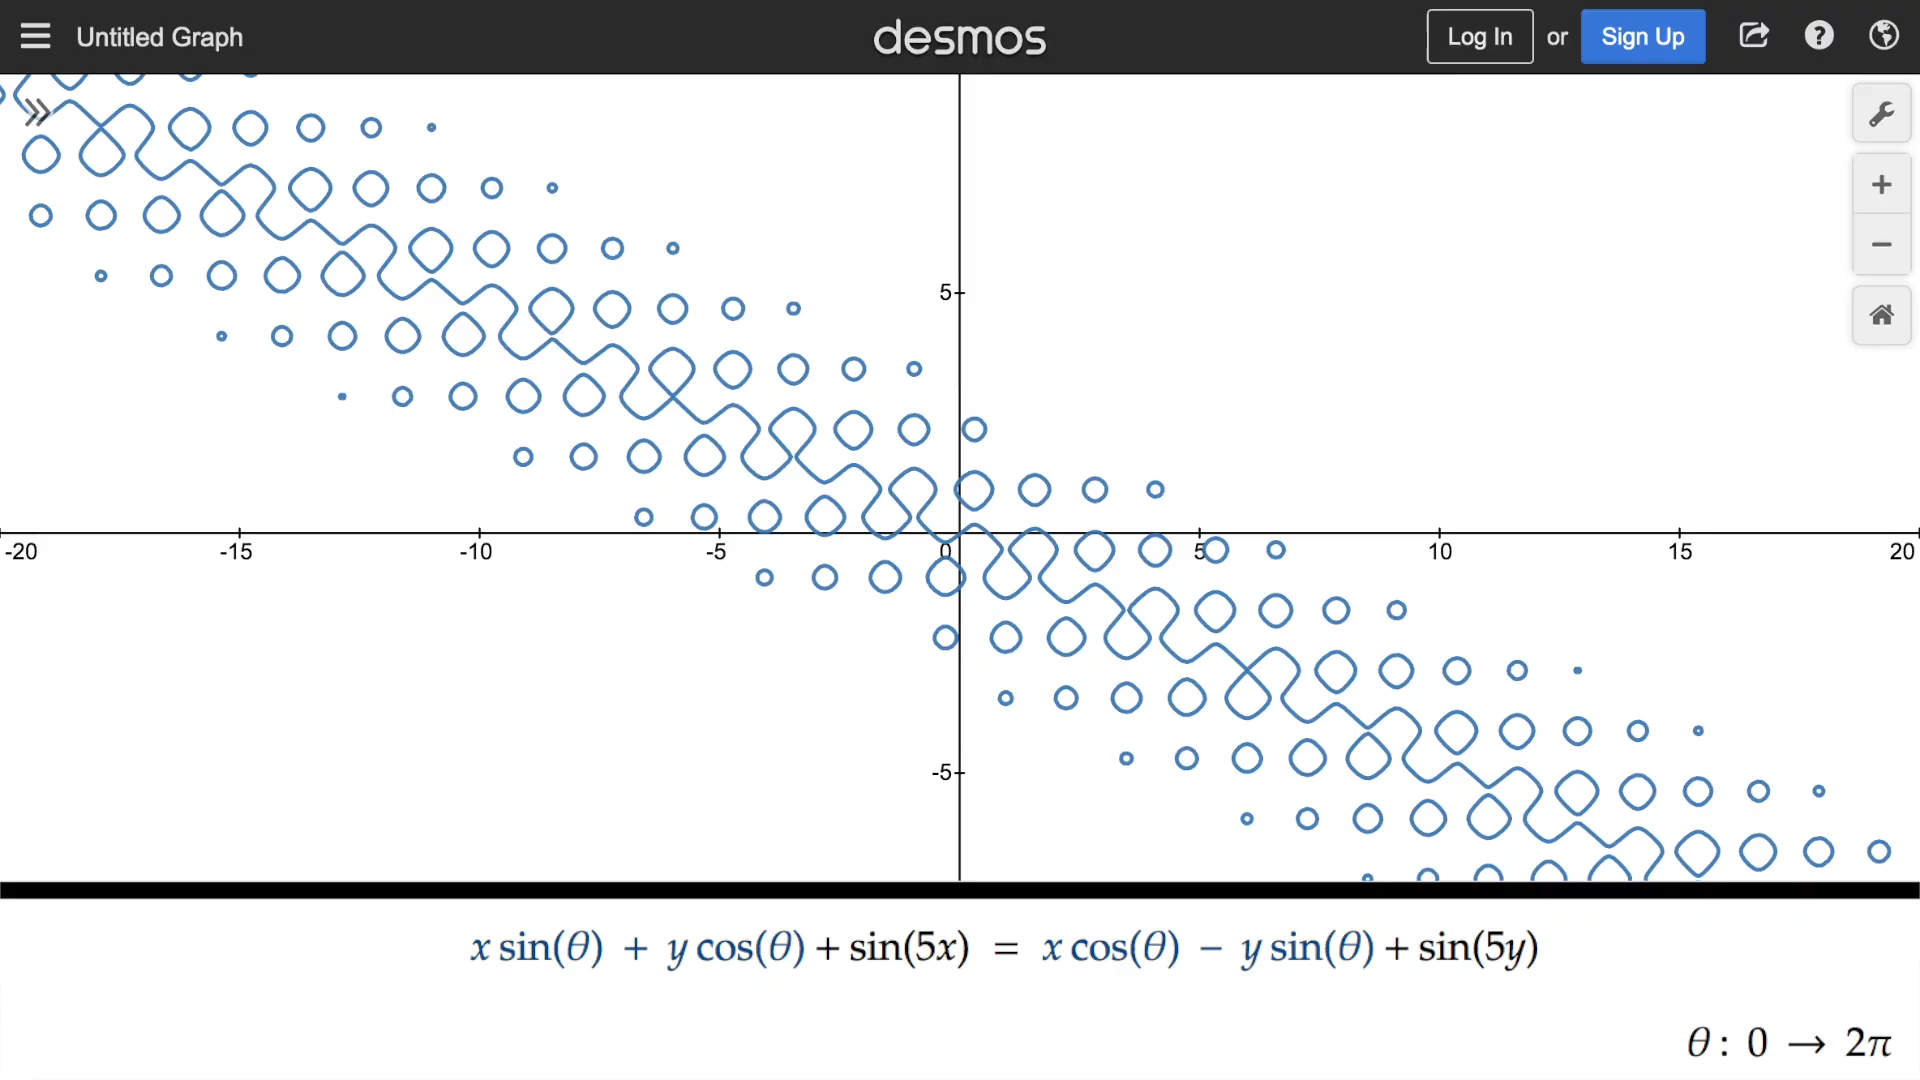 Untitled Graph
desmos
Log In or Sign Up
5
-20 -15 -10 -5 0 5 10 15 20
-5
x sin(θ) + y cos(θ) + sin(5x) = x cos(θ) − y sin(θ) + sin(5y)
θ : 0 → 2π